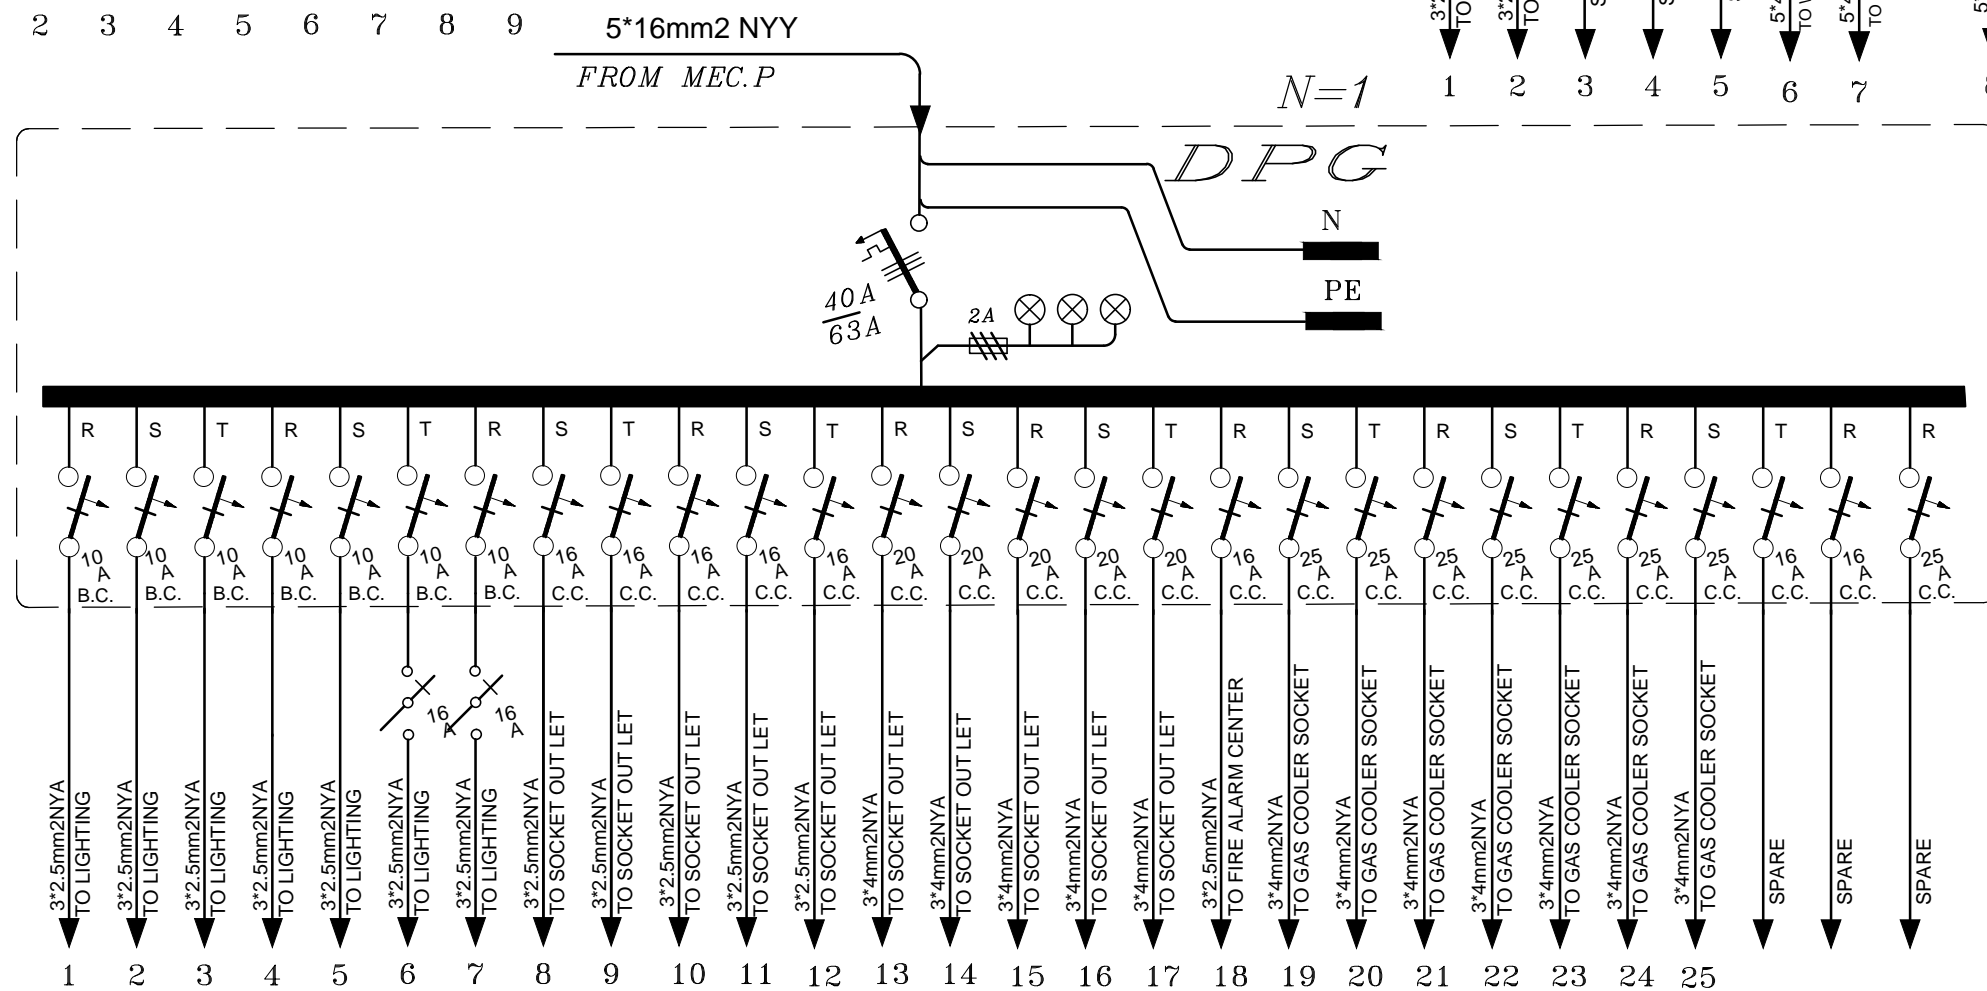 2 3 4 5 6 7 8 9
5*16mm2 NYY
FROM MEC.P
TO TO
1 2 3 4 5 6 7
N=1
DPG
N
PE
40A
63A
2A
R S T R S T R S T R S T R S R S T R S T R S T R S T R R
10 A 10 A 10 A 10 A 10 A 10 A 10 A 16 A 16 A 16 A 16 A 16 A 20 A 20 A 20 A 20 A 20 A 16 A 25 A 25 A 25 A 25 A 25 A 25 A 25 A 16 A 16 A 25 A
B.C. B.C. B.C. B.C. B.C. B.C. B.C. C.C. C.C. C.C. C.C. C.C. C.C. C.C. C.C. C.C. C.C. C.C. C.C. C.C. C.C. C.C. C.C. C.C. C.C. C.C. C.C. C.C.
16 A 16 A
3*2.5mm2NYA
TO LIGHTING
3*2.5mm2NYA
TO LIGHTING
3*2.5mm2NYA
TO LIGHTING
3*2.5mm2NYA
TO LIGHTING
3*2.5mm2NYA
TO LIGHTING
3*2.5mm2NYA
TO LIGHTING
3*2.5mm2NYA
TO LIGHTING
3*2.5mm2NYA
TO SOCKET OUT LET
3*2.5mm2NYA
TO SOCKET OUT LET
3*2.5mm2NYA
TO SOCKET OUT LET
3*2.5mm2NYA
TO SOCKET OUT LET
3*2.5mm2NYA
TO SOCKET OUT LET
3*4mm2NYA
TO SOCKET OUT LET
3*4mm2NYA
TO SOCKET OUT LET
3*4mm2NYA
TO SOCKET OUT LET
3*4mm2NYA
TO SOCKET OUT LET
3*4mm2NYA
TO SOCKET OUT LET
3*2.5mm2NYA
TO FIRE ALARM CENTER
3*4mm2NYA
TO GAS COOLER SOCKET
3*4mm2NYA
TO GAS COOLER SOCKET
3*4mm2NYA
TO GAS COOLER SOCKET
3*4mm2NYA
TO GAS COOLER SOCKET
3*4mm2NYA
TO GAS COOLER SOCKET
3*4mm2NYA
TO GAS COOLER SOCKET
3*4mm2NYA
TO GAS COOLER SOCKET
SPARE
SPARE
SPARE
1 2 3 4 5 6 7 8 9 10 11 12 13 14 15 16 17 18 19 20 21 22 23 24 25